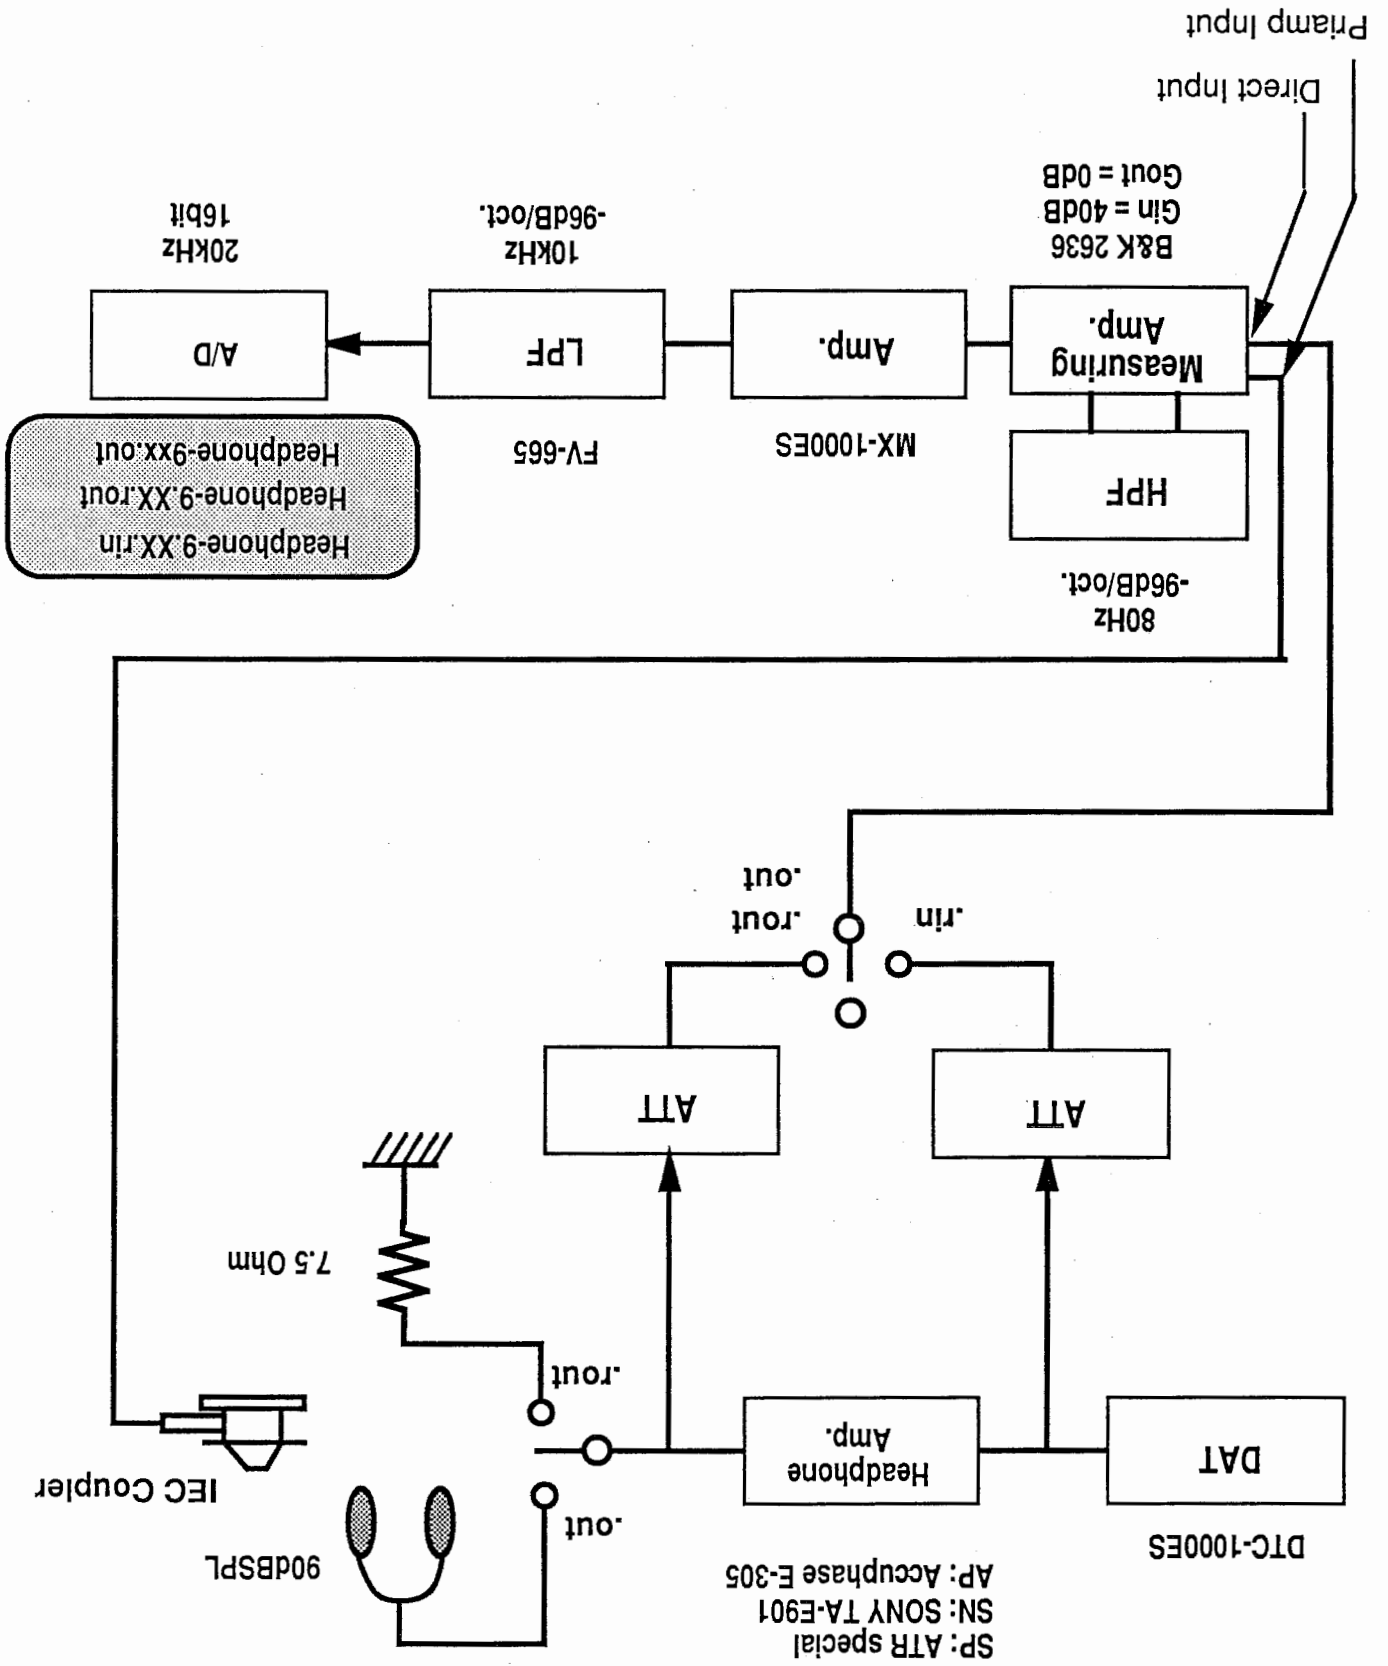 SP: ATR special
SN: SONY TA-E901
AP: Accuphase E-305
DTC-1000ES
DAT
Headphone
Amp.
.out
.rout
90dBSPL
IEC Coupler
7.5 Ohm
ATT
ATT
.rin
.rout
.out
80Hz
-96dB/oct.
HPF
Measuring
Amp.
B&K 2636
Gin = 40dB
Gout = 0dB
Direct Input
Priamp Input
MX-1000ES
Amp.
FV-665
LPF
10kHz
-96dB/oct.
Headphone-9.XX.rin
Headphone-9.XX.rout
Headphone-9xx.out
A/D
20kHz
16bit